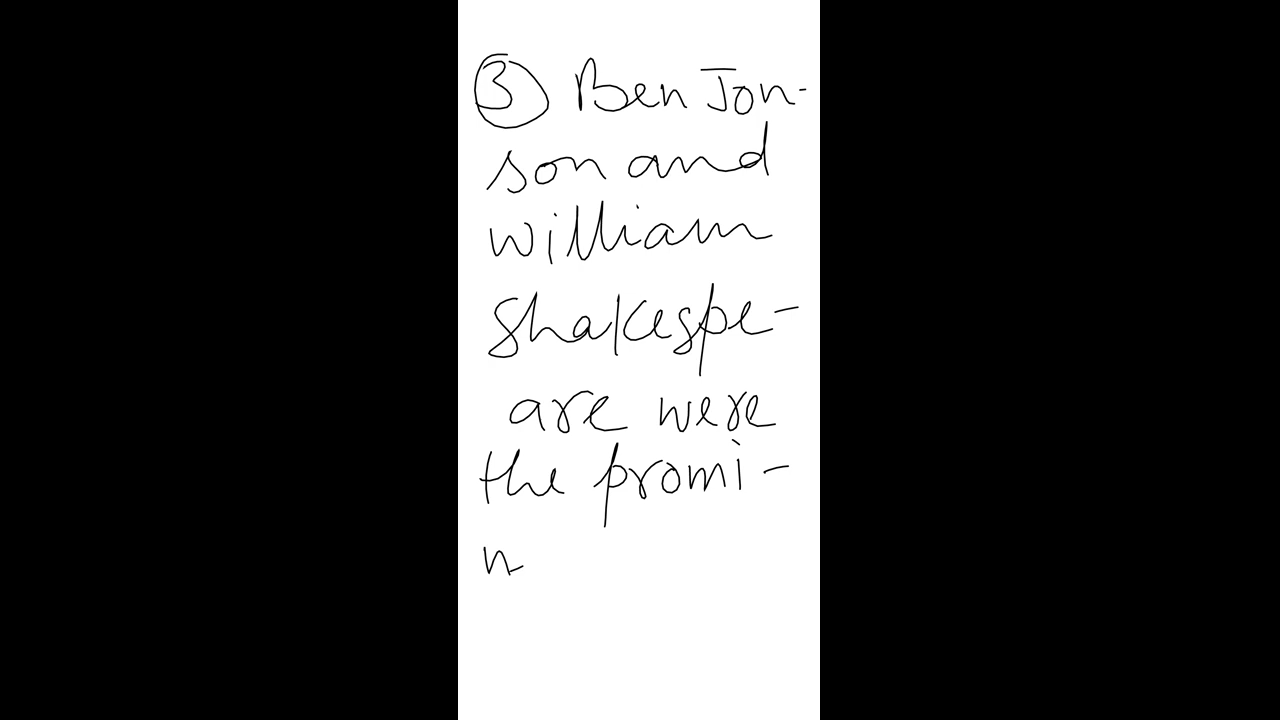 ③ Ben Jon-
son and
william
Shakespe-
are were
the promi-
n